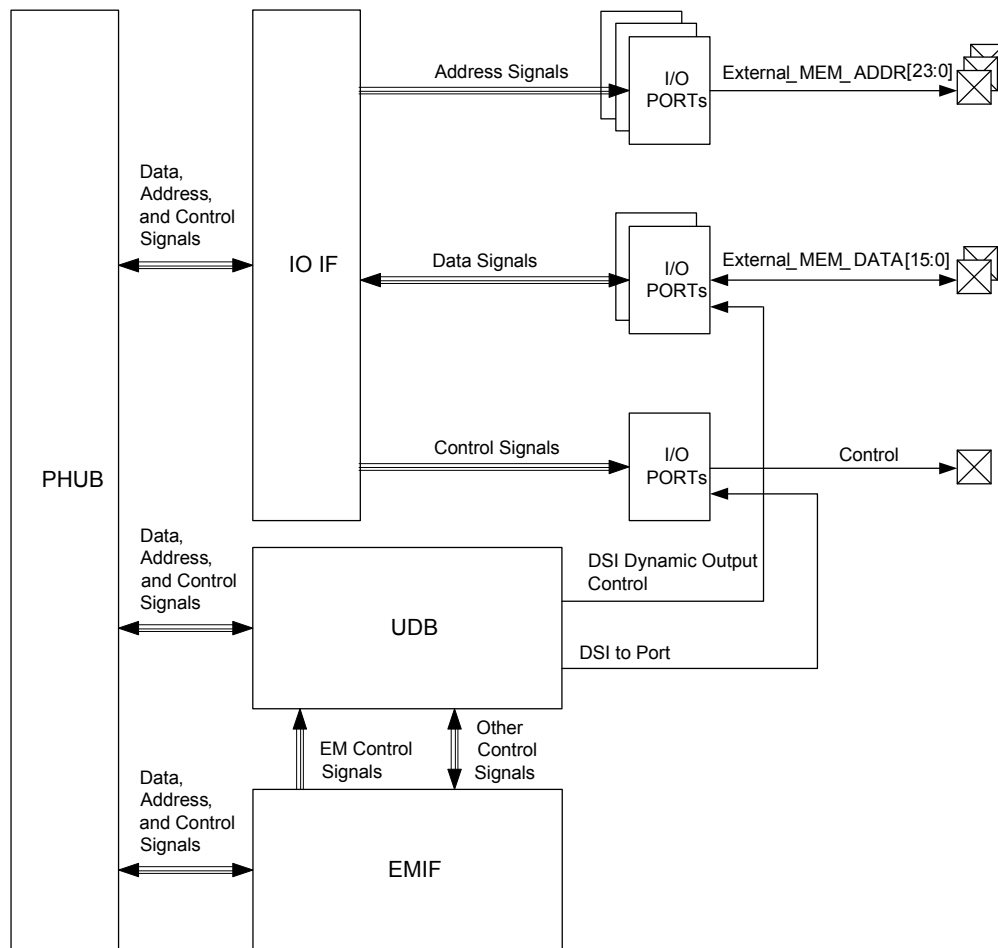 Address Signals
I/O
PORTs
External_MEM_ADDR[23:0]
Data,
Address,
and Control
Signals
IO IF
Data Signals
I/O
PORTs
External_MEM_DATA[15:0]
Control Signals
I/O
PORTs
Control
PHUB
Data,
Address,
and Control
Signals
UDB
DSI Dynamic Output
Control
DSI to Port
EM Control
Signals
Other
Control
Signals
Data,
Address,
and Control
Signals
EMIF